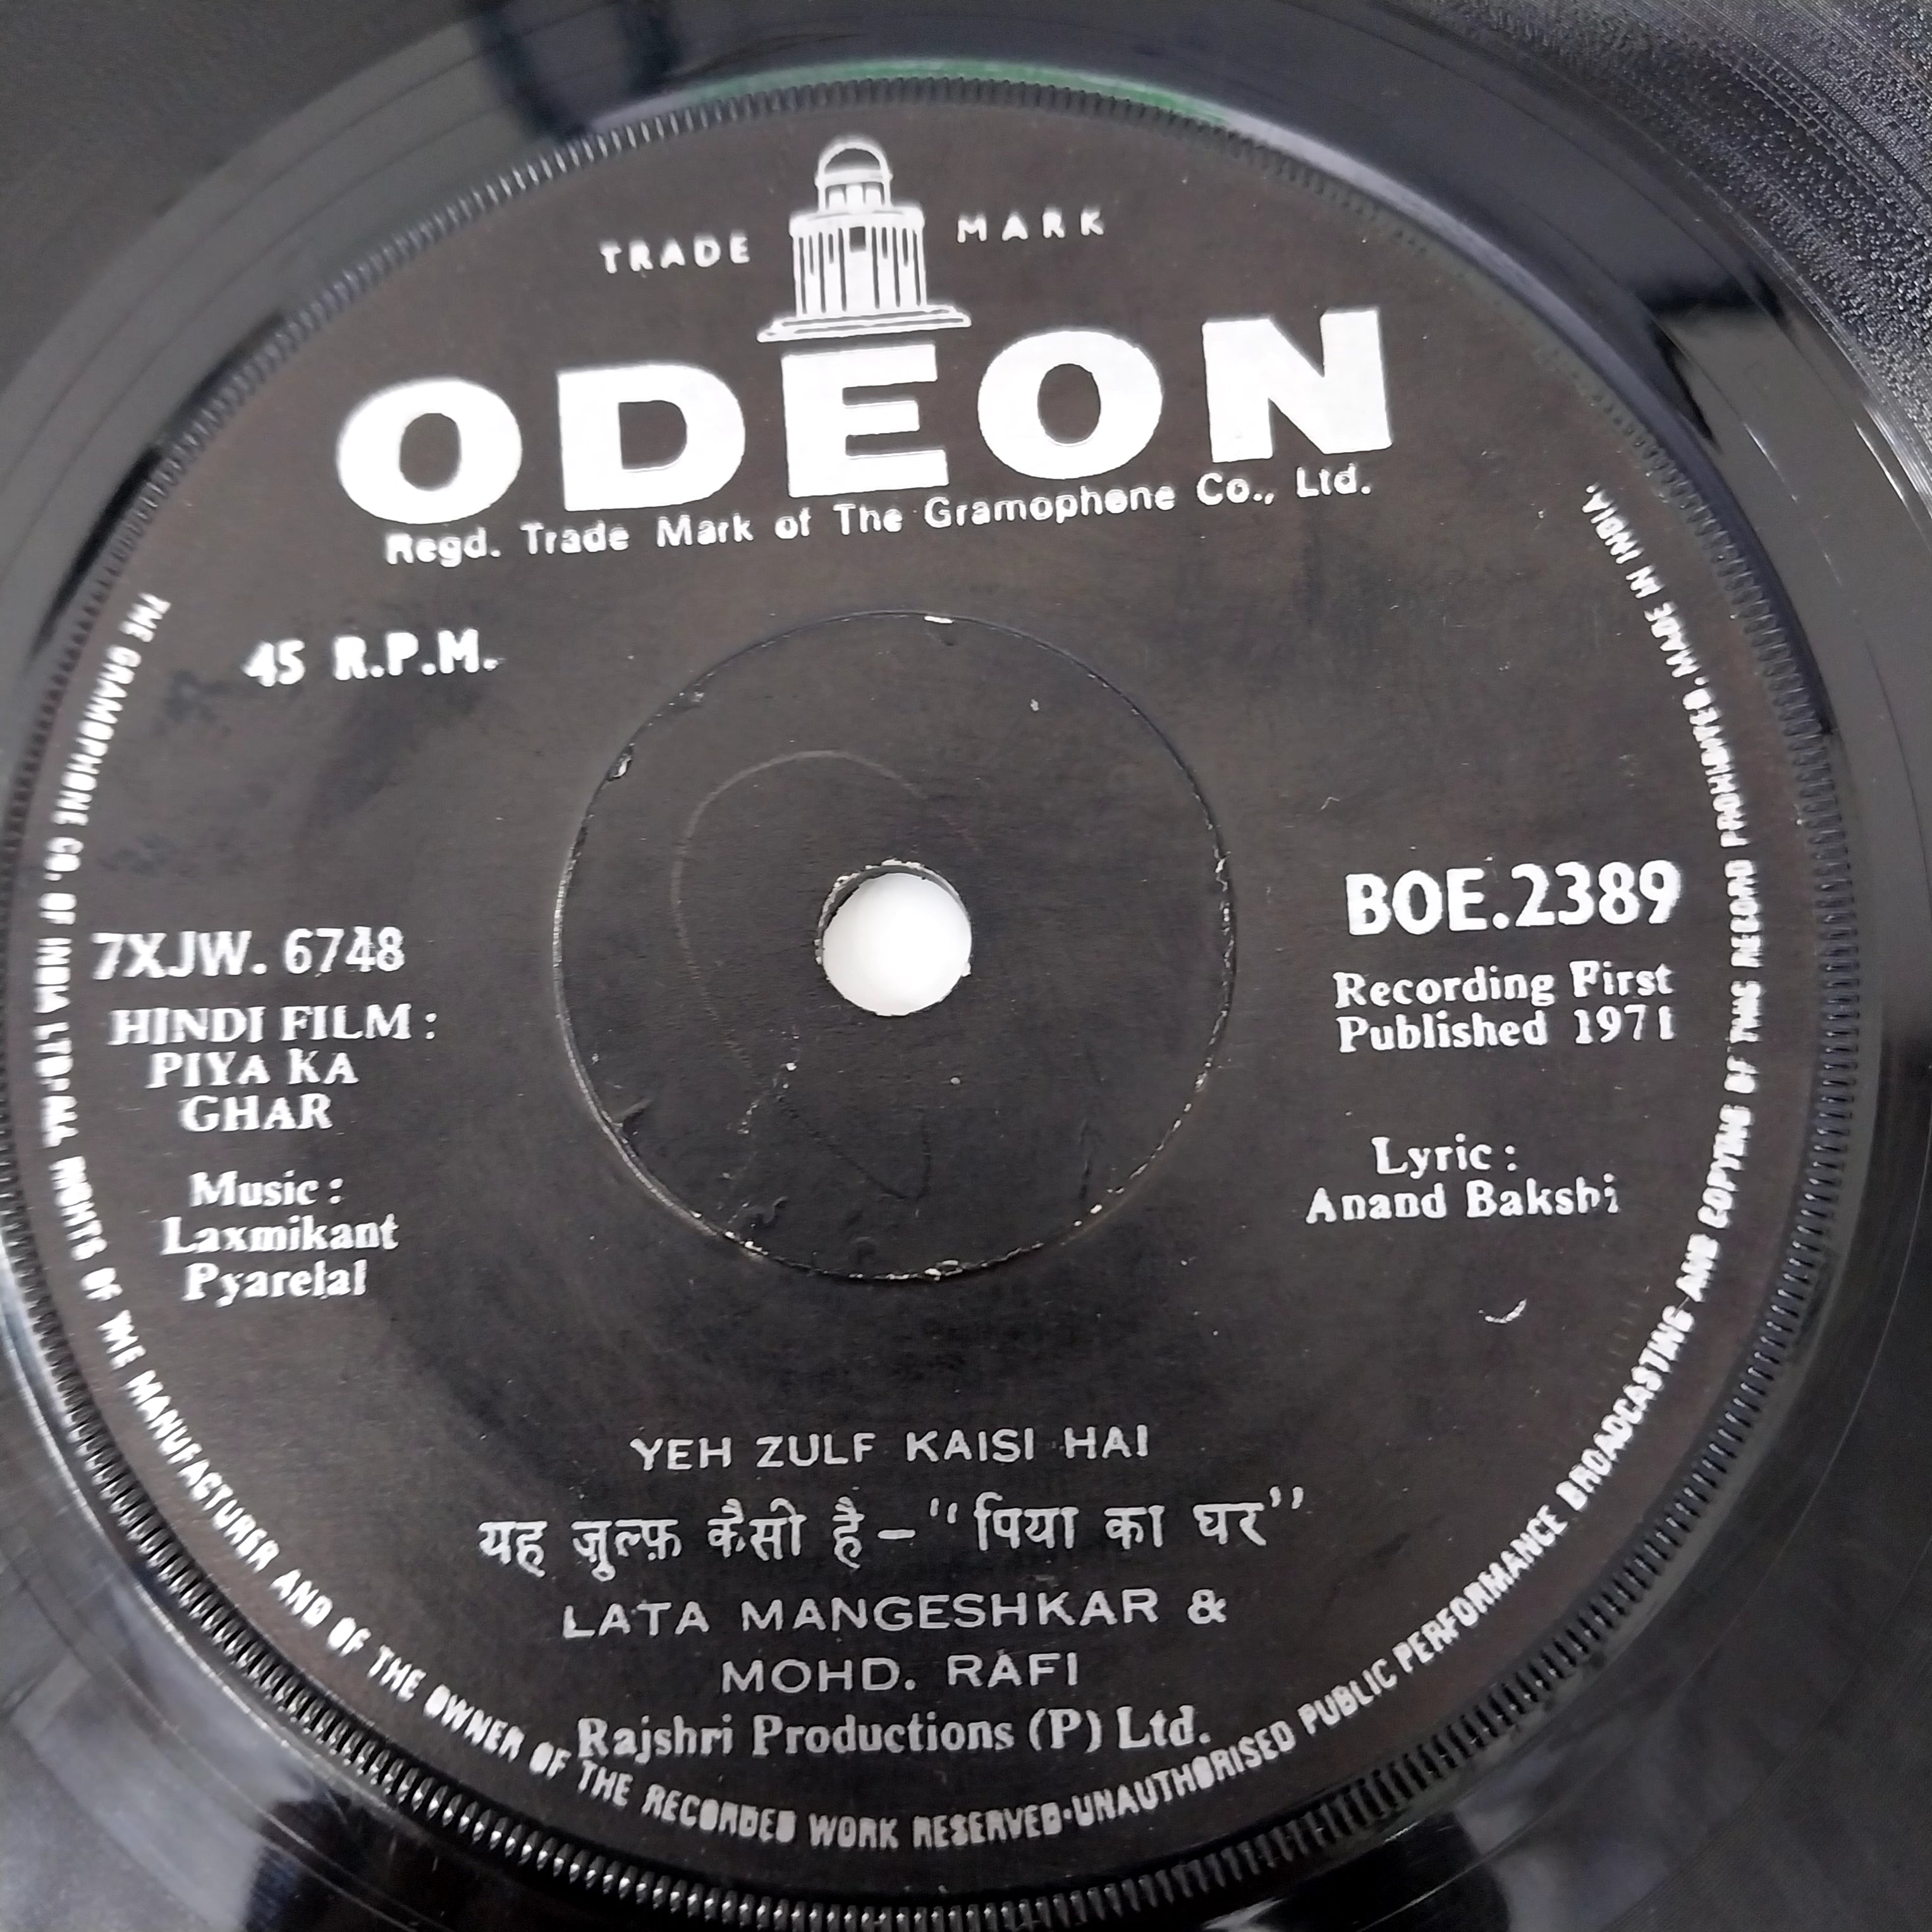 TRADE MARK
ODEON
Regd. Trade Mark of The Gramophone Co., Ltd.
45 R.P.M.
7XJW. 6748
HINDI FILM :
PIYA KA
GHAR
Music :
Laxmikant
Pyarelal
BOE.2389
Recording First
Published 1971
Lyric :
Anand Bakshi
YEH ZULF KAISI HAI
यह ज़ुल्फ़ कैसी है – "पिया का घर"
LATA MANGESHKAR &
MOHD. RAFI
Rajshri Productions (P) Ltd.
THE GRAMOPHONE CO. OF INDIA LTD·ALL RIGHTS OF THE MANUFACTURER AND OF THE OWNER OF THE RECORDED WORK RESERVED·UNAUTHORISED PUBLIC PERFORMANCE BROADCASTING AND COPYING OF THIS RECORD PROHIBITED. MADE IN INDIA.